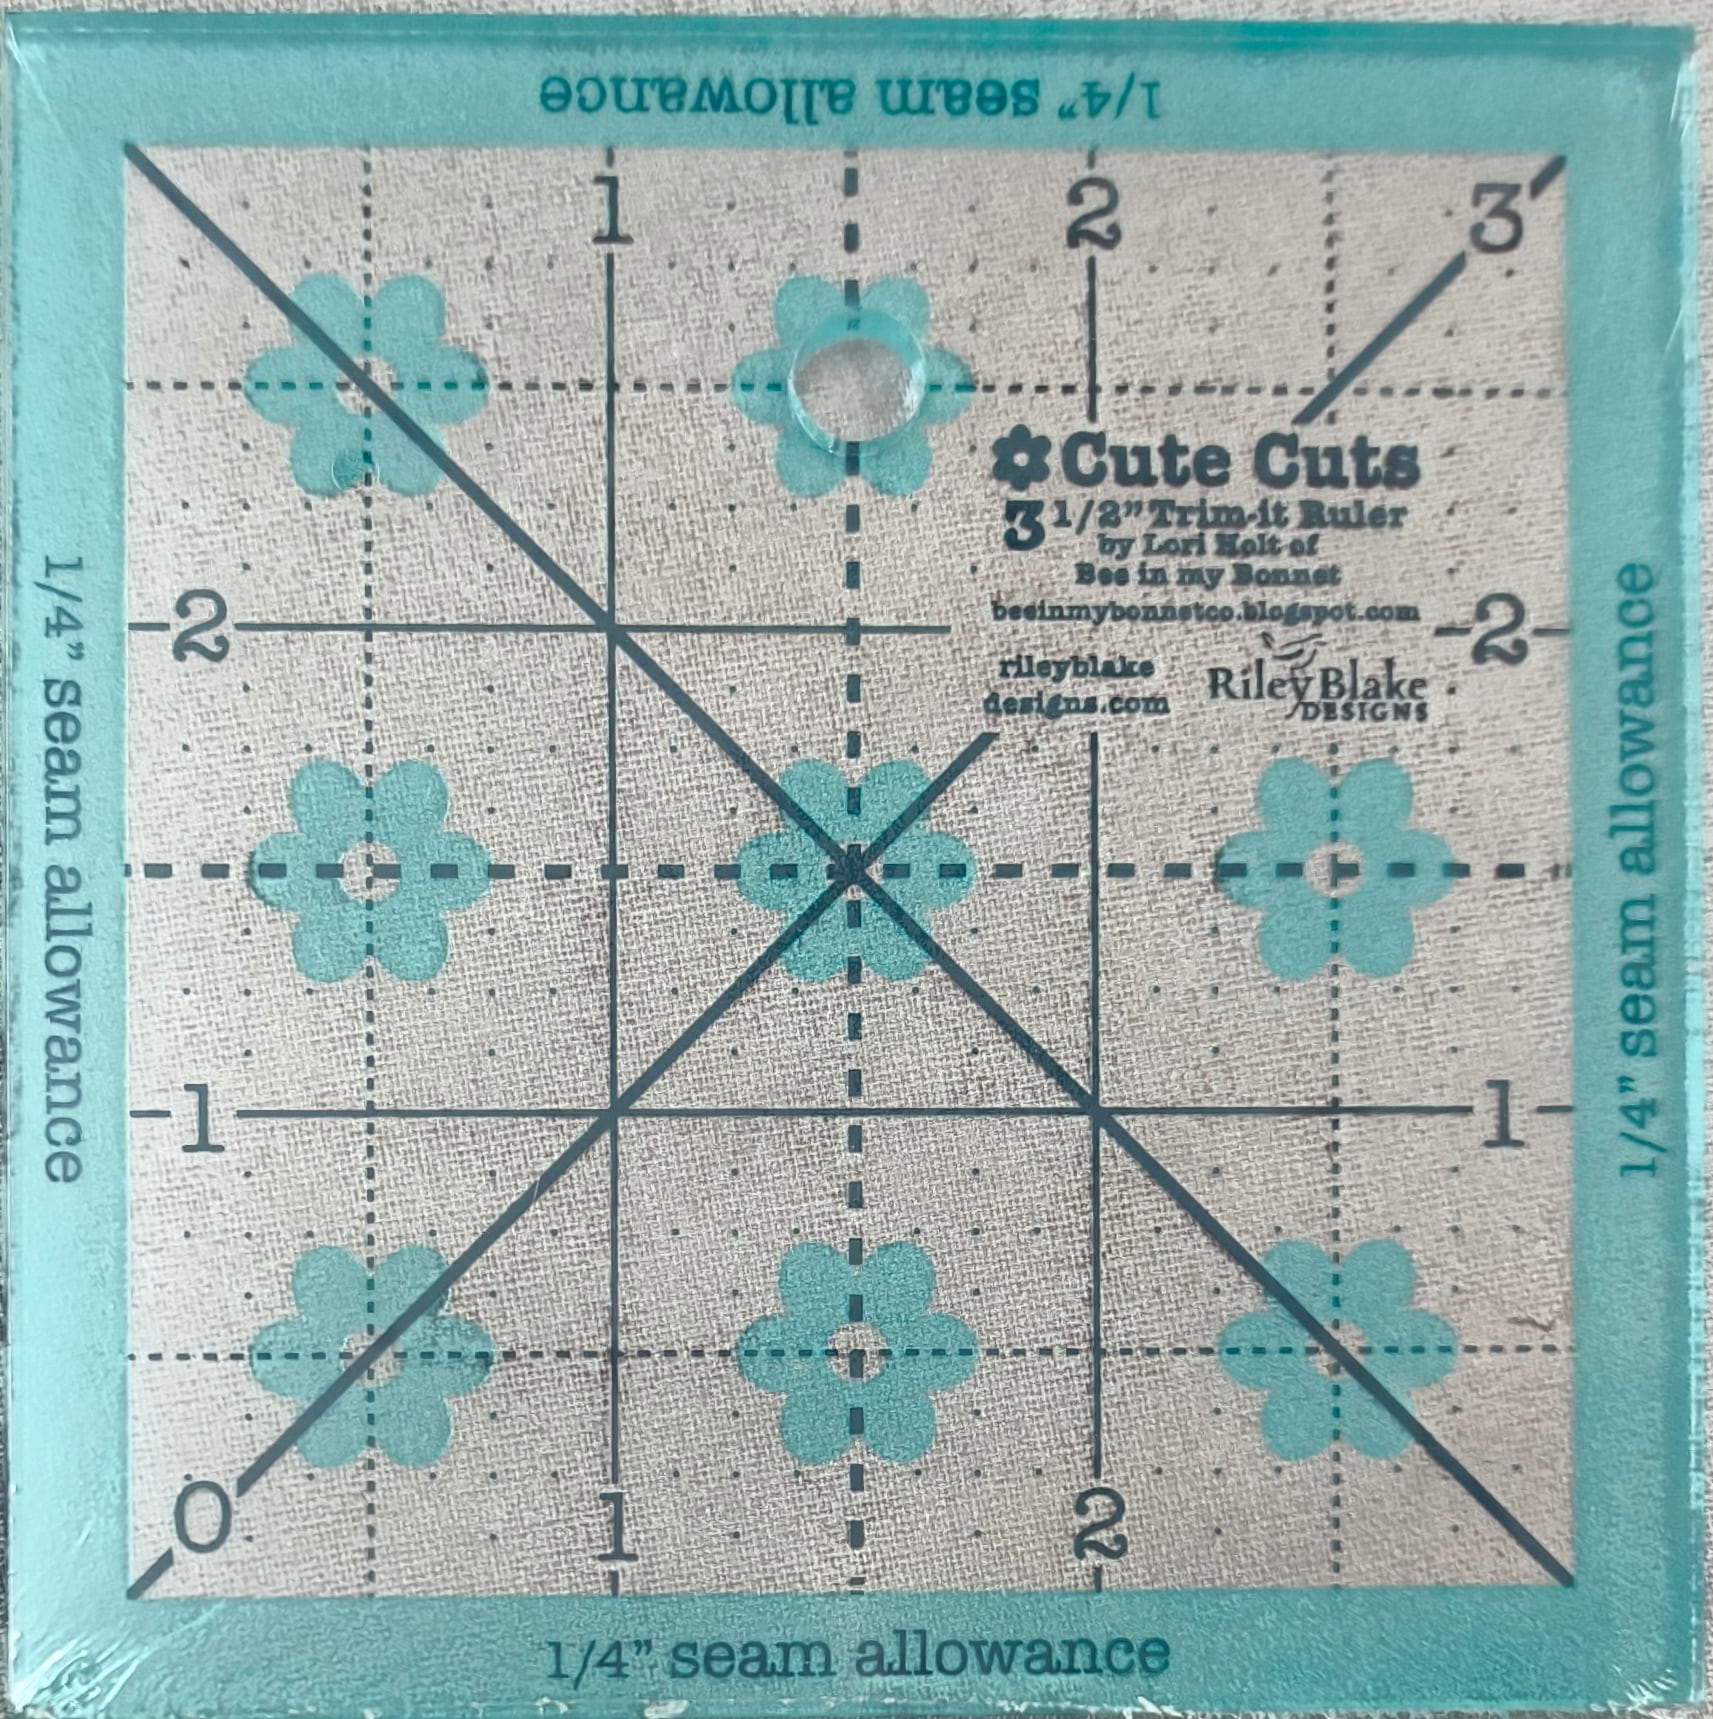 1/4" seam allowance
1
2
3
Cute Cuts
3 1/2" Trim-it Ruler
by Lori Holt of
Bee in my Bonnet
beeinmybonnetco.blogspot.com
rileyblake
designs.com
Riley Blake
DESIGNS
2
2
1/4" seam allowance
1/4" seam allowance
1
1
0
1
2
1/4" seam allowance